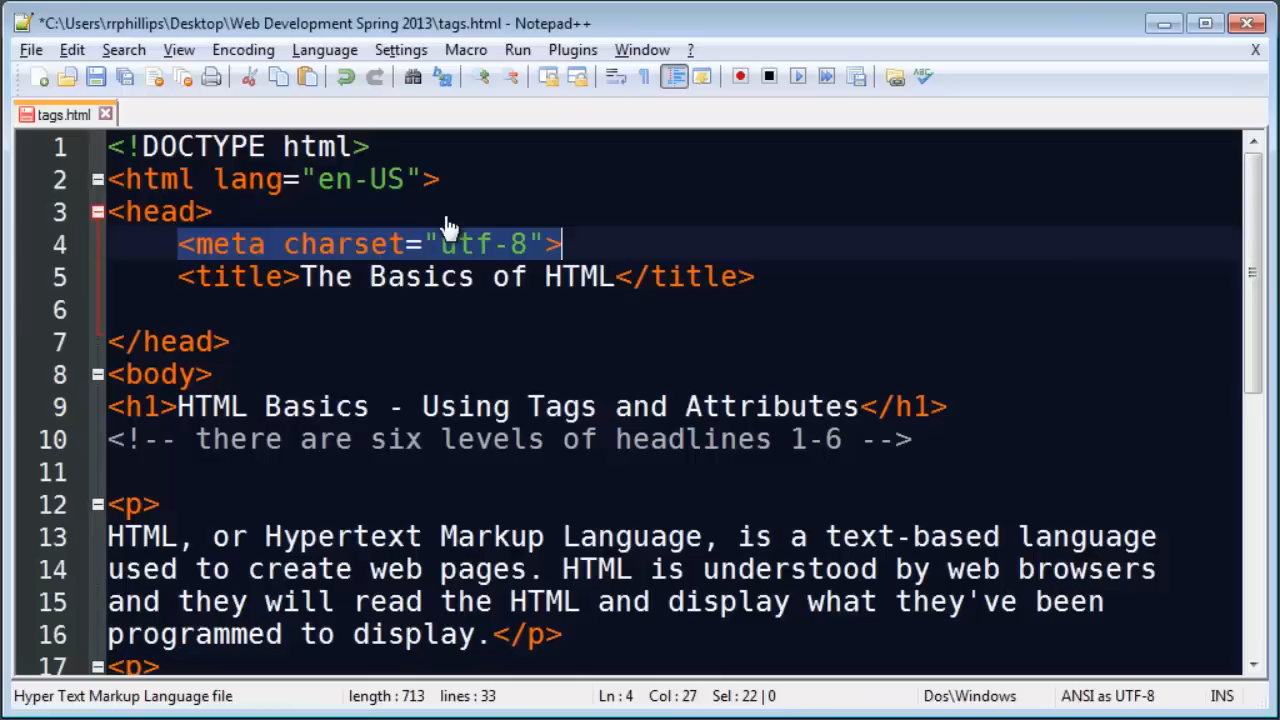 *C:\Users\rrphillips\Desktop\Web Development Spring 2013\tags.html - Notepad++
File Edit Search View Encoding Language Settings Macro Run Plugins Window ? X
tags.html
1 <!DOCTYPE html>
2 <html lang="en-US">
3 <head>
4 <meta charset="utf-8">
5 <title>The Basics of HTML</title>
6
7 </head>
8 <body>
9 <h1>HTML Basics - Using Tags and Attributes</h1>
10 <!-- there are six levels of headlines 1-6 -->
11
12 <p>
13 HTML, or Hypertext Markup Language, is a text-based language
14 used to create web pages. HTML is understood by web browsers
15 and they will read the HTML and display what they've been
16 programmed to display.</p>
17 <p>
Hyper Text Markup Language file length : 713 lines : 33 Ln : 4 Col : 27 Sel : 22 | 0 Dos\Windows ANSI as UTF-8 INS